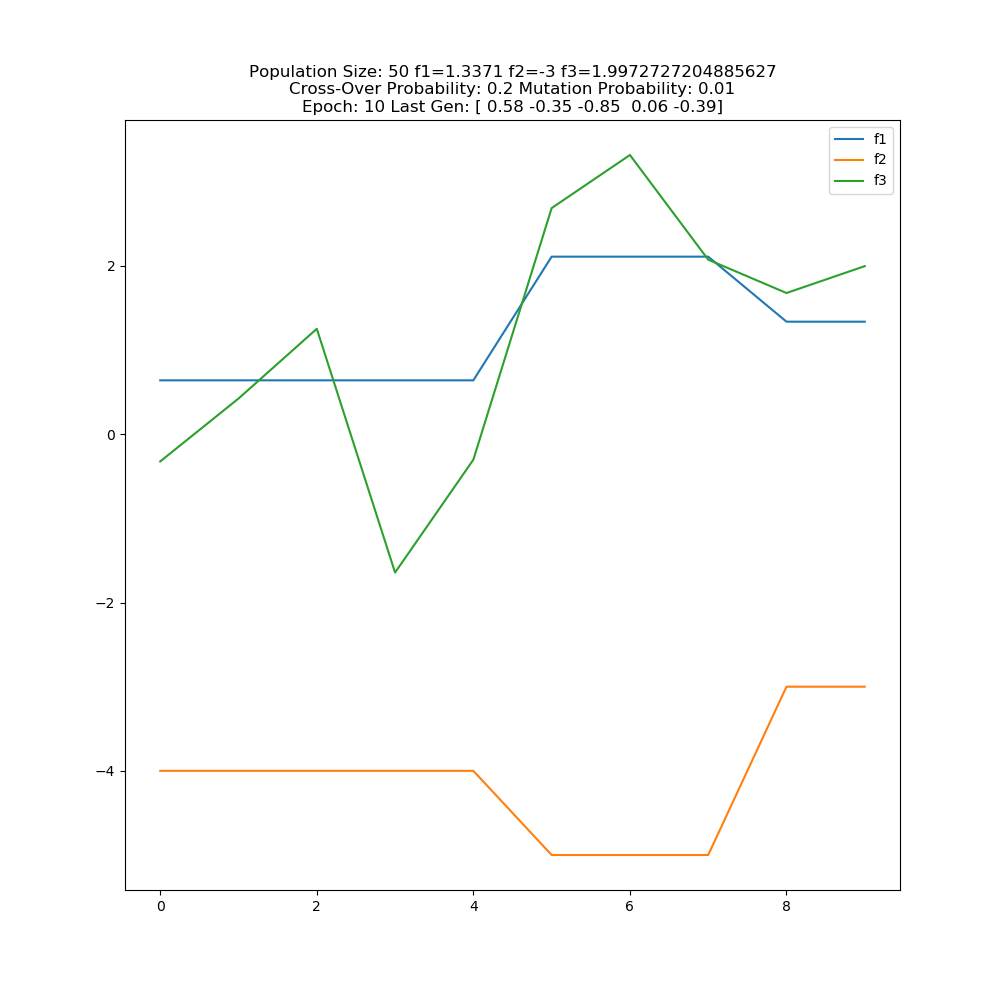 Population Size: 50 f1=1.3371 f2=-3 f3=1.9972727204885627
Cross-Over Probability: 0.2 Mutation Probability: 0.01
Epoch: 10 Last Gen: [ 0.58 -0.35 -0.85  0.06 -0.39]
f1
f2
f3
2
0
−2
−4
0 2 4 6 8